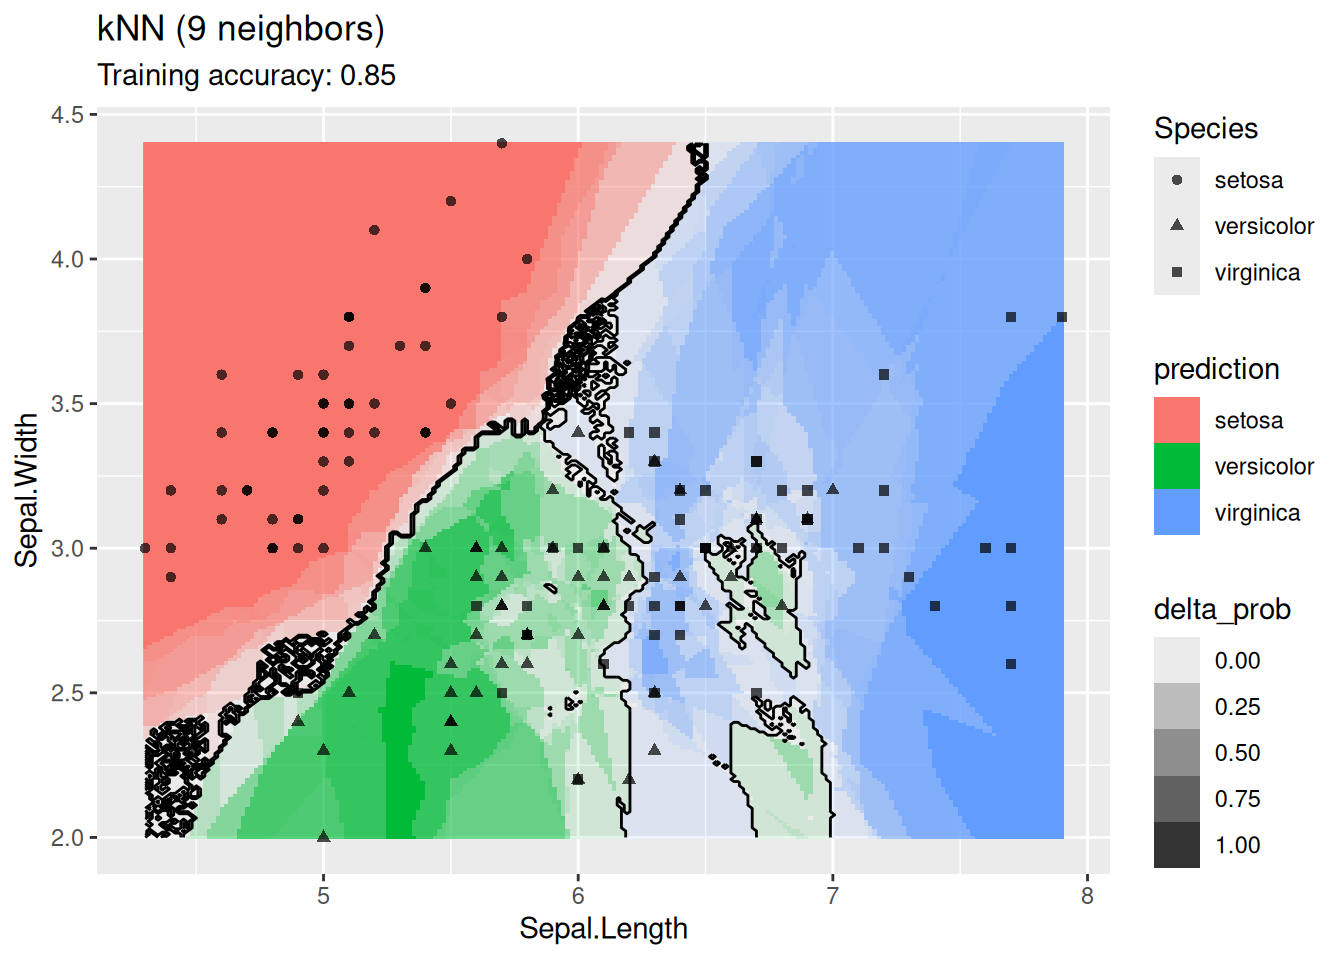 kNN (9 neighbors)
Training accuracy: 0.85
4.5
4.0
3.5
3.0
2.5
2.0
Sepal.Width
5
6
7
8
Sepal.Length
Species
setosa
versicolor
virginica
prediction
setosa
versicolor
virginica
delta_prob
0.00
0.25
0.50
0.75
1.00